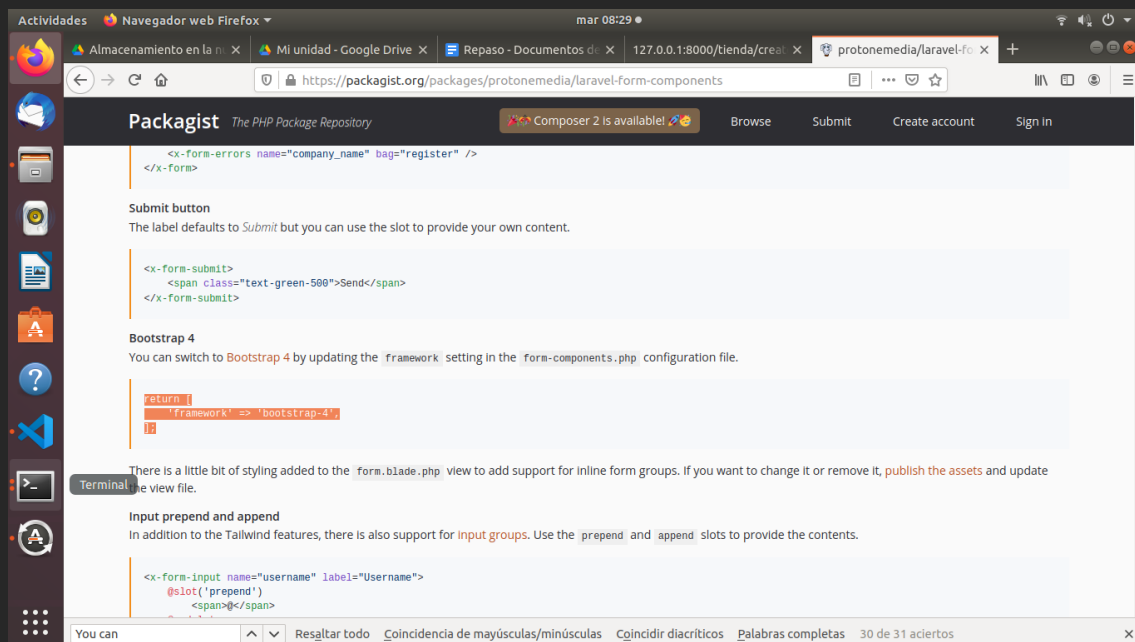 Actividades Navegador web Firefox mar 08:29
Almacenamiento en la nu Mi unidad - Google Drive Repaso - Documentos de 127.0.0.1:8000/tienda/creat protonemedia/laravel-fo
https://packagist.org/packages/protonemedia/laravel-form-components
Packagist The PHP Package Repository Composer 2 is available! Browse Submit Create account Sign in
<x-form-errors name="company_name" bag="register" />
</x-form>
Submit button
The label defaults to Submit but you can use the slot to provide your own content.
<x-form-submit>
<span class="text-green-500">Send</span>
</x-form-submit>
Bootstrap 4
You can switch to Bootstrap 4 by updating the framework setting in the form-components.php configuration file.
return [
'framework' => 'bootstrap-4',
];
There is a little bit of styling added to the form.blade.php view to add support for inline form groups. If you want to change it or remove it, publish the assets and update
Terminal
the view file.
Input prepend and append
In addition to the Tailwind features, there is also support for input groups. Use the prepend and append slots to provide the contents.
<x-form-input name="username" label="Username">
@slot('prepend')
<span>@</span>
You can Resaltar todo Coincidencia de mayúsculas/minúsculas Coincidir diacríticos Palabras completas 30 de 31 aciertos